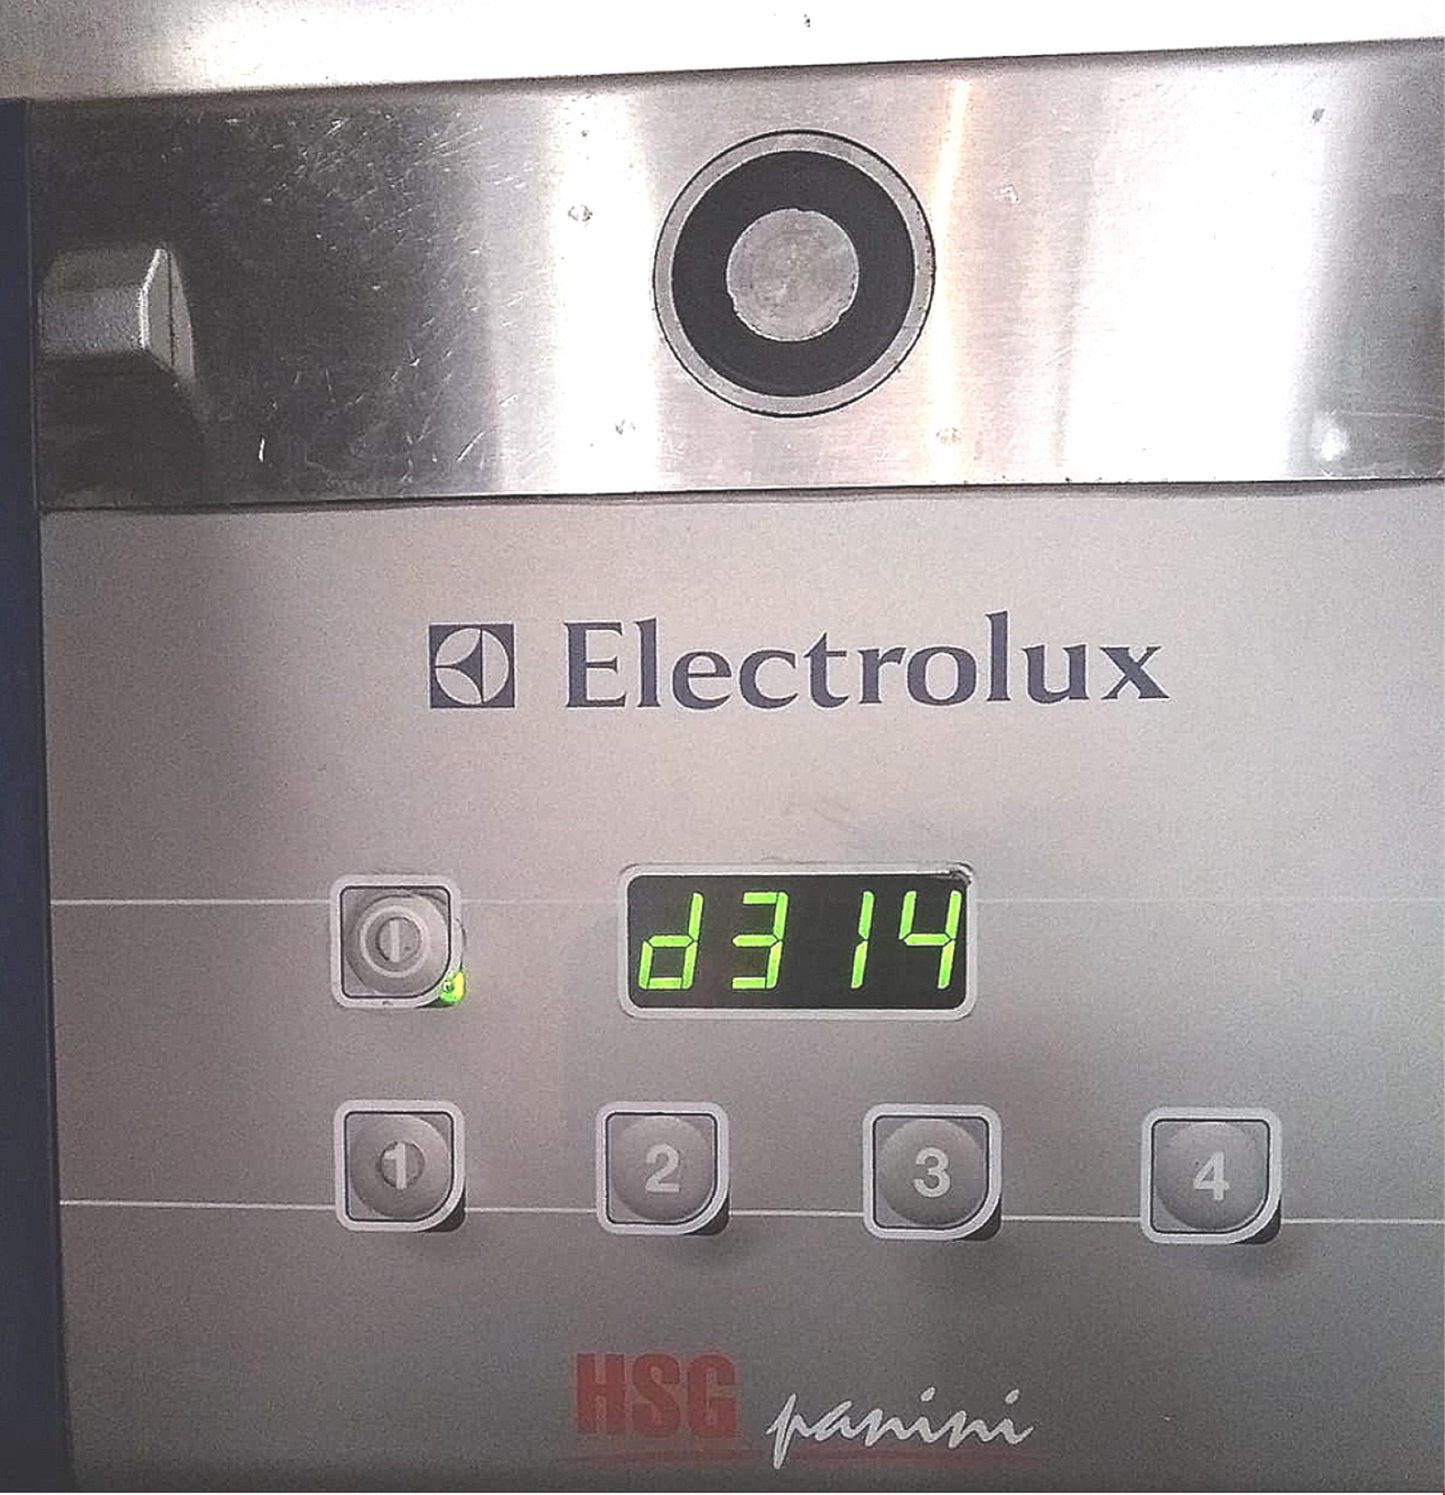 Electrolux
d314
1 2 3 4
HSG panini